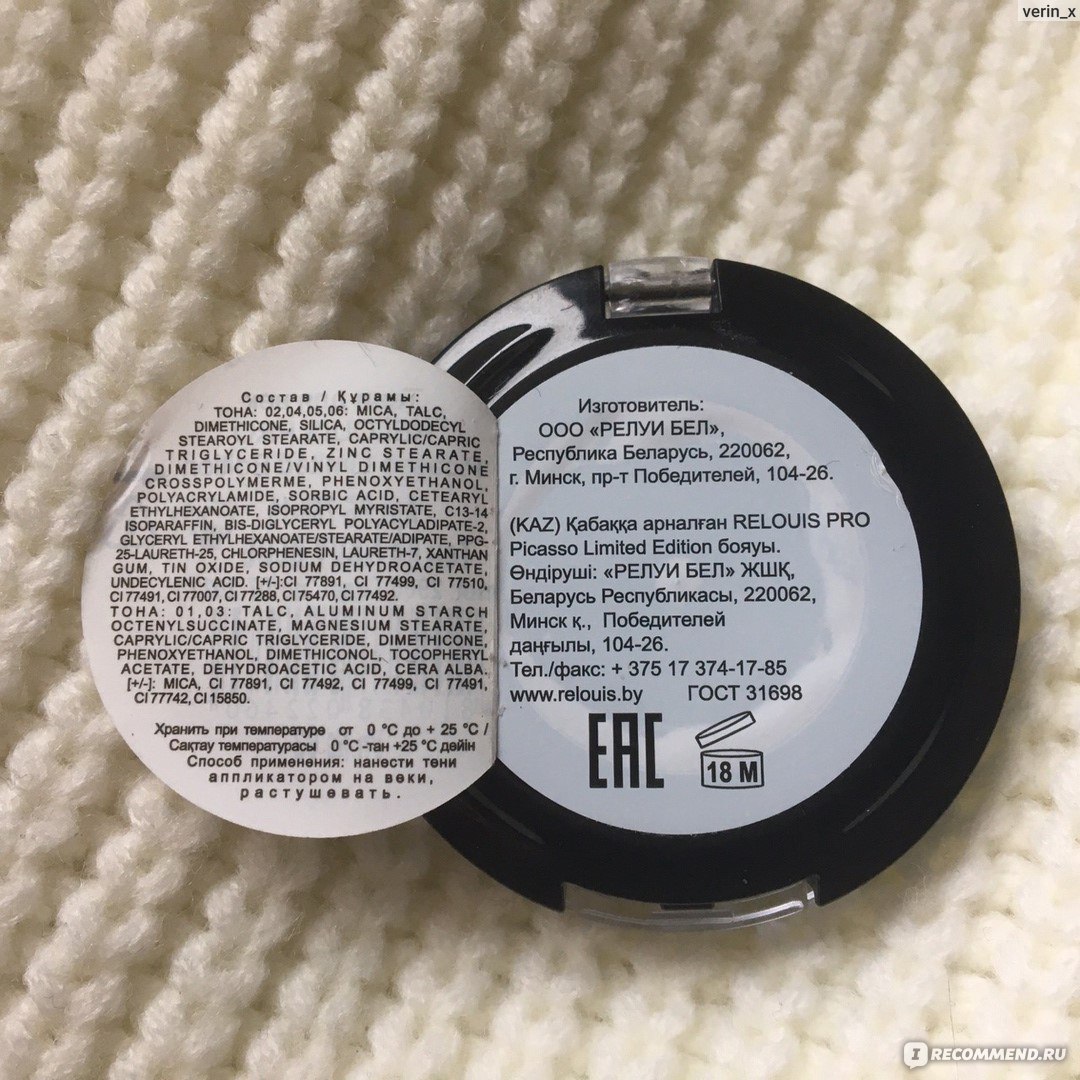 verin_x
Состав / Құрамы:
ТОНА: 02,04,05,06: MICA, TALC,
DIMETHICONE, SILICA, OCTYLDODECYL
STEAROYL STEARATE, CAPRYLIC/CAPRIC
TRIGLYCERIDE, ZINC STEARATE,
DIMETHICONE/VINYL DIMETHICONE
CROSSPOLYMERME, PHENOXYETHANOL,
POLYACRYLAMIDE, SORBIC ACID, CETEARYL
ETHYLHEXANOATE, ISOPROPYL MYRISTATE, C13-14
ISOPARAFFIN, BIS-DIGLYCERYL POLYACYLADIPATE-2,
GLYCERYL ETHYLHEXANOATE/STEARATE/ADIPATE, PPG-
25-LAURETH-25, CHLORPHENESIN, LAURETH-7, XANTHAN
GUM, TIN OXIDE, SODIUM DEHYDROACETATE,
UNDECYLENIC ACID. [+/-]:CI 77891, CI 77499, CI 77510,
CI 77491, CI 77007, CI 77288, CI 75470, CI 77492.
ТОНА: 01,03: TALC, ALUMINUM STARCH
OCTENYLSUCCINATE, MAGNESIUM STEARATE,
CAPRYLIC/CAPRIC TRIGLYCERIDE, DIMETHICONE,
PHENOXYETHANOL, DIMETHICONOL, TOCOPHERYL
ACETATE, DEHYDROACETIC ACID, CERA ALBA.
[+/-]: MICA, CI 77891, CI 77492, CI 77499, CI 77491,
CI 77742, CI 15850.
Хранить при температуре от 0 °С до + 25 °С /
Сақтау температурасы 0 °С -тан +25 °С дейін
Способ применения: нанести тени
аппликатором на веки,
растушевать.
Изготовитель:
ООО «РЕЛУИ БЕЛ»,
Республика Беларусь, 220062,
г. Минск, пр-т Победителей, 104-26.
(KAZ) Қабаққа арналған RELOUIS PRO
Picasso Limited Edition бояуы.
Өндіруші: «РЕЛУИ БЕЛ» ЖШҚ,
Беларусь Республикасы, 220062,
Минск қ., Победителей
даңғылы, 104-26.
Тел./факс: + 375 17 374-17-85
www.relouis.by ГОСТ 31698
EAC 18 M
I RECOMMEND.RU